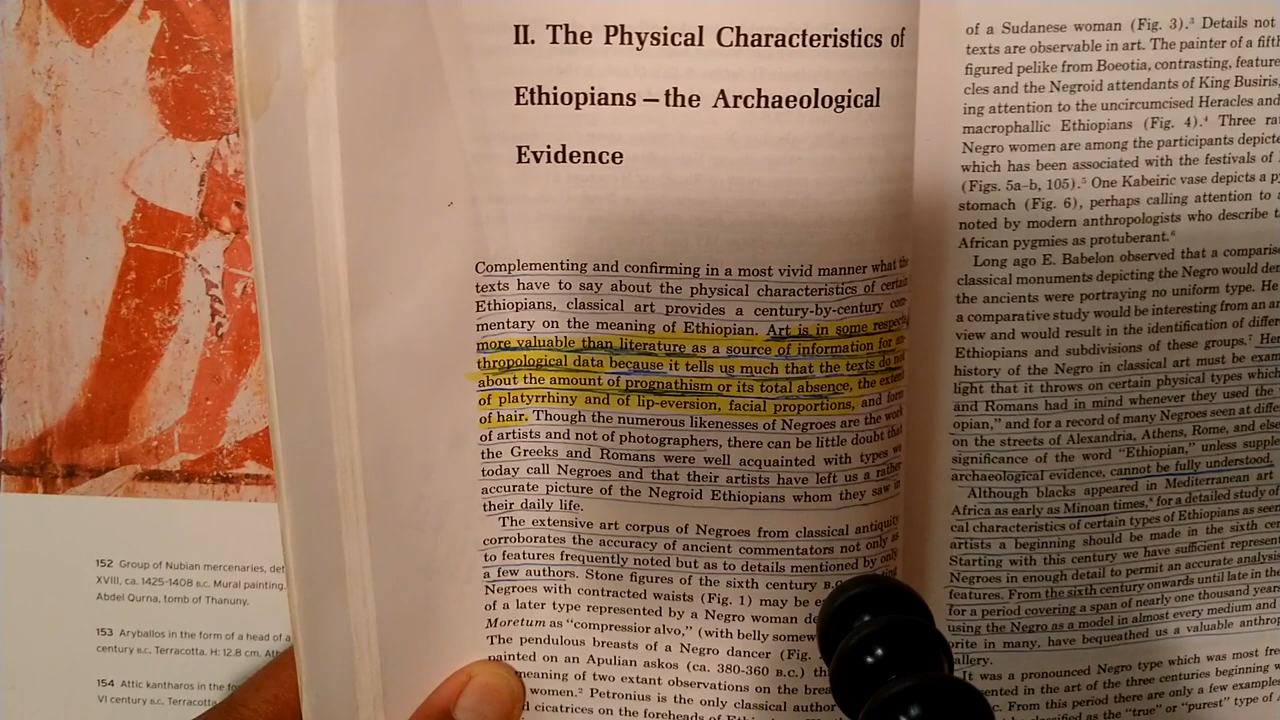 II. The Physical Characteristics of
Ethiopians — the Archaeological
Evidence
Complementing and confirming in a most vivid manner what
texts have to say about the physical characteristics of
Ethiopians, classical art provides a century-by-century com-
mentary on the meaning of Ethiopian. Art is in some
more valuable than literature as a source of information for an-
thropological data because it tells us much that the texts do
about the amount of prognathism or its total absence, the
of platyrrhiny and of lip-eversion, facial proportions, and form
of hair. Though the numerous likenesses of Negroes are the work
of artists and not of photographers, there can be little doubt that
the Greeks and Romans were well acquainted with types we
today call Negroes and that their artists have left us a rather
accurate picture of the Negroid Ethiopians whom they saw in
their daily life.
The extensive art corpus of Negroes from classical antiquity
corroborates the accuracy of ancient commentators not only as
to features frequently noted but as to details mentioned by only
a few authors. Stone figures of the sixth century B.C.
Negroes with contracted waists (Fig. 1) may be
of a later type represented by a Negro woman
Moretum as "compressior alvo," (with belly
The pendulous breasts of a Negro dancer (Fig.
painted on an Apulian askos (ca. 380-360 B.C.)
meaning of two extant observations on the
women.² Petronius is the only classical author
cicatrices on the foreheads of
of a Sudanese woman (Fig. 3).³ Details not
texts are observable in art. The painter of a
figured pelike from Boeotia, contrasting,
cles and the Negroid attendants of King Busiris,
ing attention to the uncircumcised Heracles and
macrophallic Ethiopians (Fig. 4).⁴ Three
Negro women are among the participants
which has been associated with the festivals of
(Figs. 5a-b, 105).⁵ One Kabeiric vase depicts a
stomach (Fig. 6), perhaps calling attention to
noted by modern anthropologists who describe
African pygmies as protuberant.⁶
Long ago E. Babelon observed that a
classical monuments depicting the Negro would
the ancients were portraying no uniform type. He
a comparative study would be interesting from an
view and would result in the identification of
Ethiopians and subdivisions of these groups.⁷
history of the Negro in classical art must be
light that it throws on certain physical types which
and Romans had in mind whenever they used the
opian," and for a record of many Negroes seen at
on the streets of Alexandria, Athens, Rome, and
significance of the word "Ethiopian," unless
archaeological evidence, cannot be fully understood.
Although blacks appeared in Mediterranean art
Africa as early as Minoan times,⁸ for a detailed study of
cal characteristics of certain types of Ethiopians as seen
artists a beginning should be made in the sixth
Starting with this century we have sufficient
Negroes in enough detail to permit an accurate analysis
features. From the sixth century onwards until late in the
for a period covering a span of nearly one thousand years
using the Negro as a model in almost every medium and
orite in many, have bequeathed us a valuable
allery.
It was a pronounced Negro type which was most
sented in the art of the three centuries beginning
c. From this period there are only a few examples
classified as the "true" or "purest" type of
152 Group of Nubian mercenaries,
XVIII, ca. 1425-1408 B.C. Mural painting.
Abdel Qurna, tomb of Thanuny.
153 Aryballos in the form of a head of a
century B.C. Terracotta. H: 12.8 cm.
154 Attic kantharos in the
VI century B.C.